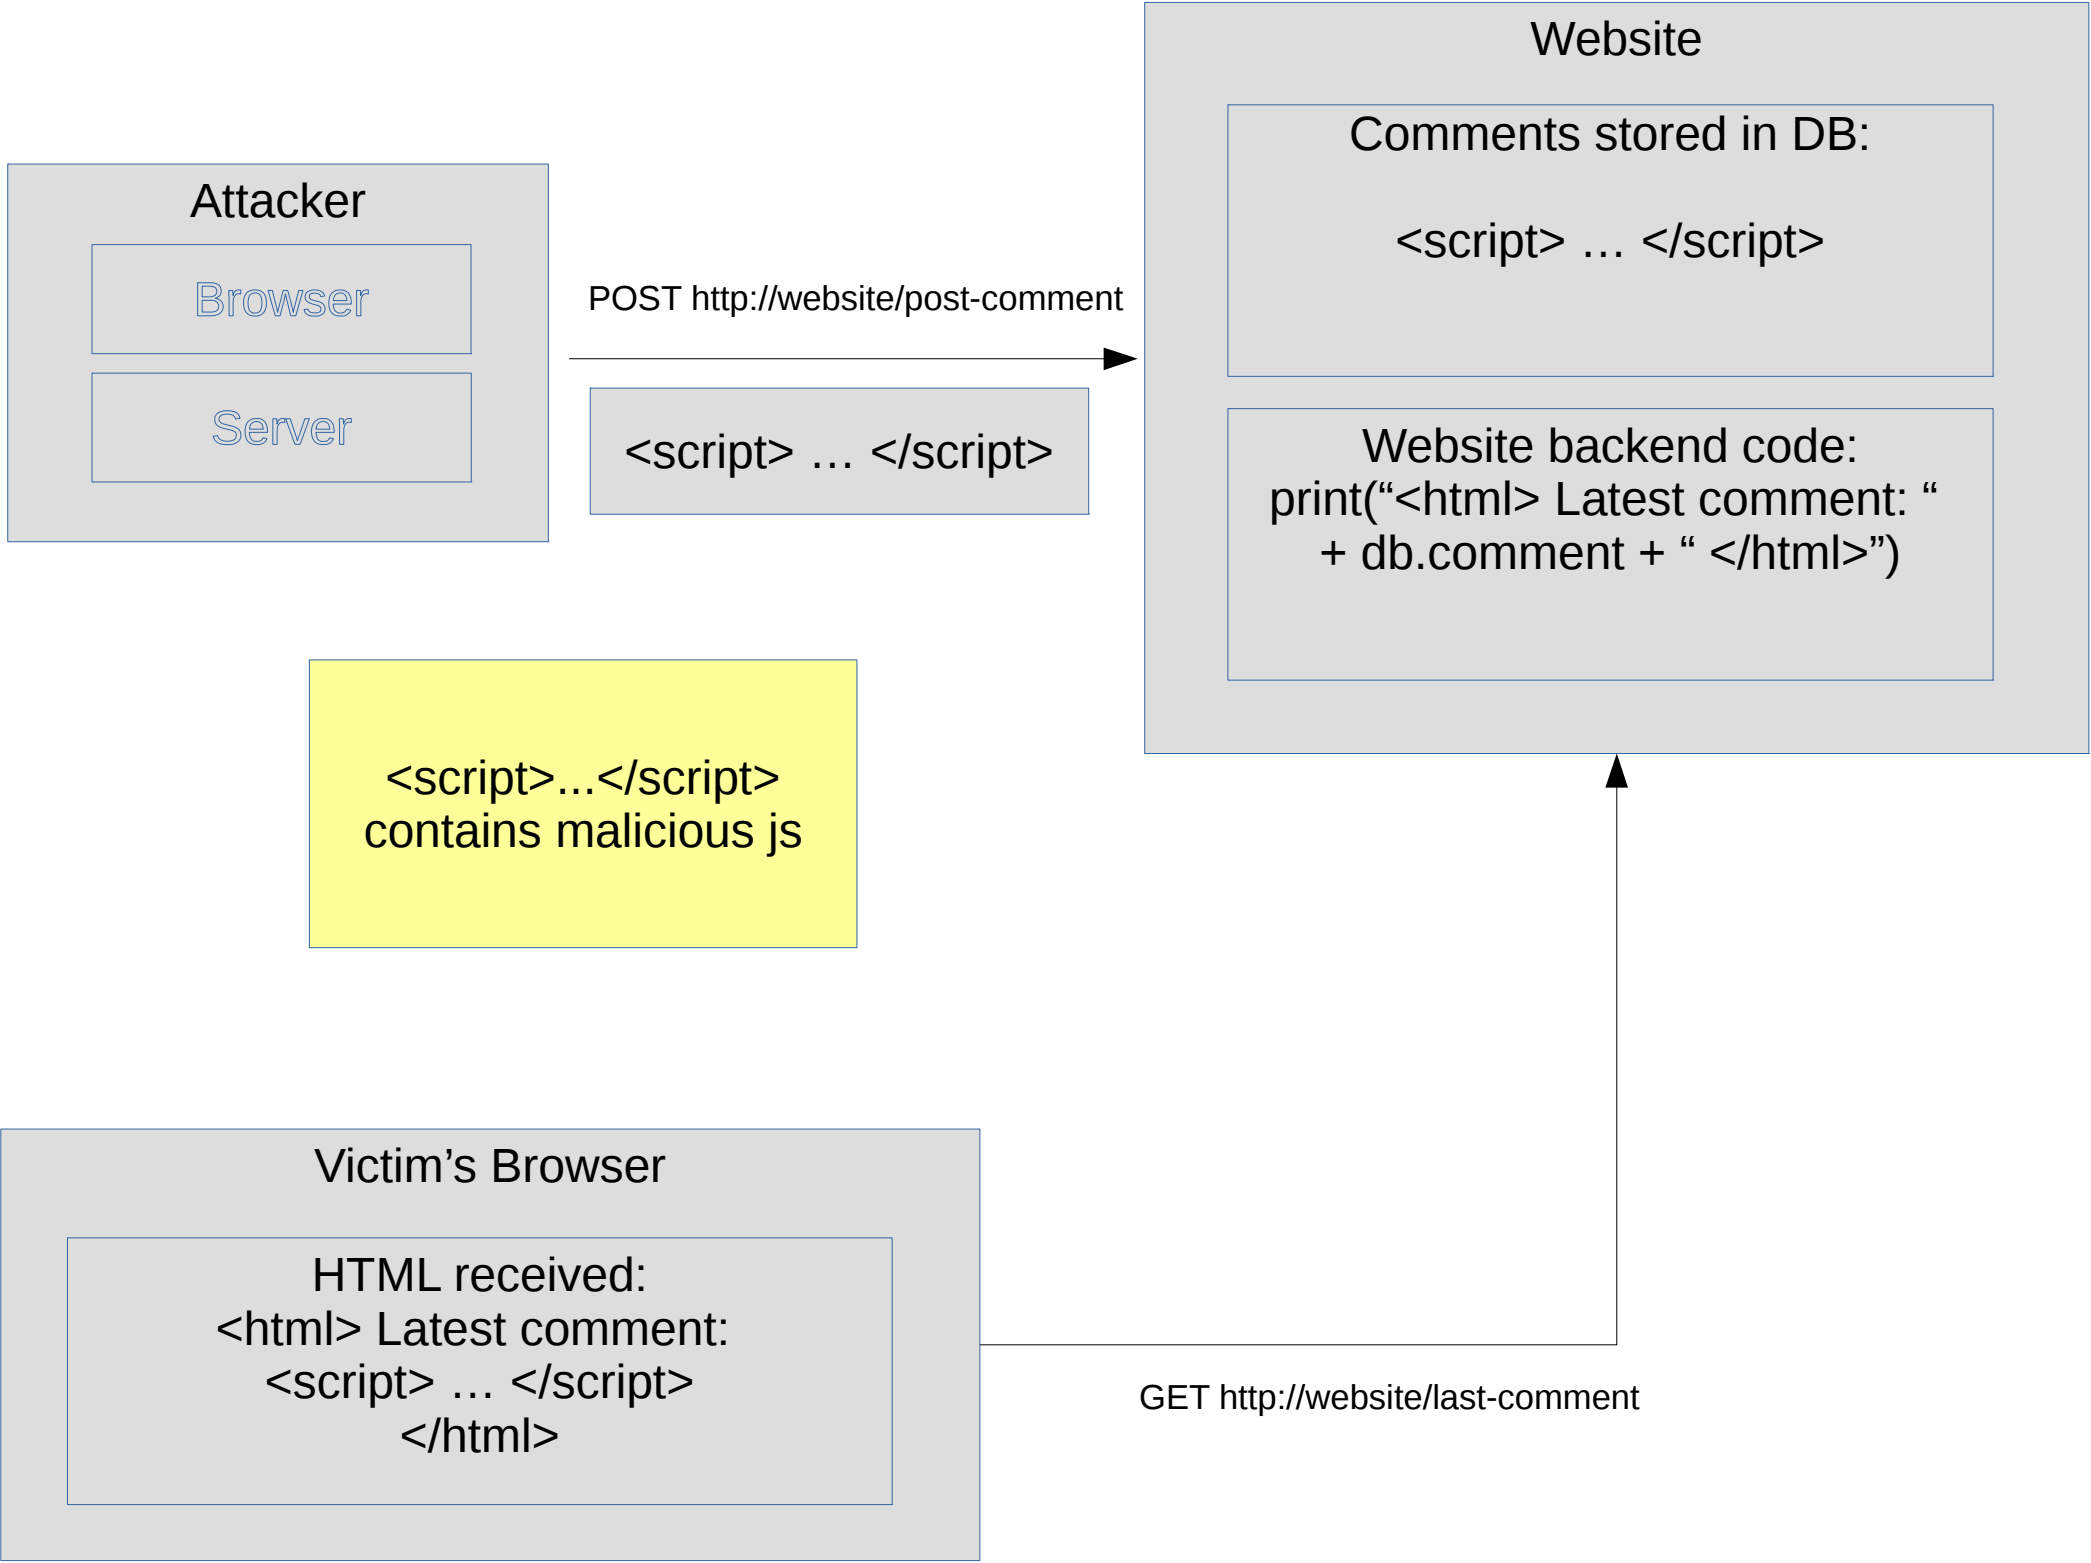 Website
Comments stored in DB:
<script> … </script>
Attacker
Browser
Server
POST http://website/post-comment
<script> … </script>
Website backend code:
print(“<html> Latest comment: “
+ db.comment + “ </html>”)
<script>...</script>
contains malicious js
Victim’s Browser
HTML received:
<html> Latest comment:
<script> … </script>
</html>
GET http://website/last-comment